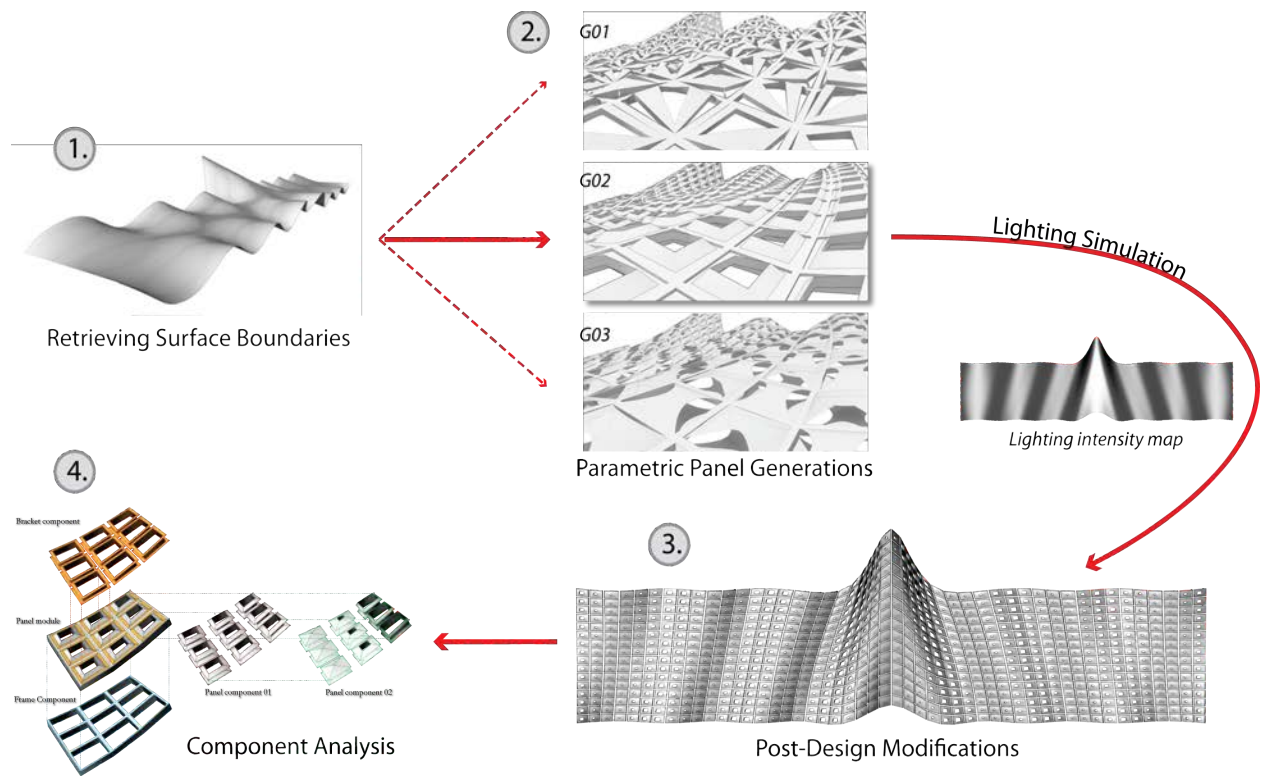 1.
Retrieving Surface Boundaries
2.
G01
G02
G03
Parametric Panel Generations
Lighting Simulation
Lighting intensity map
3.
Post-Design Modifications
4.
Bracket component
Panel module
Frame Component
Panel component 01
Panel component 02
Component Analysis